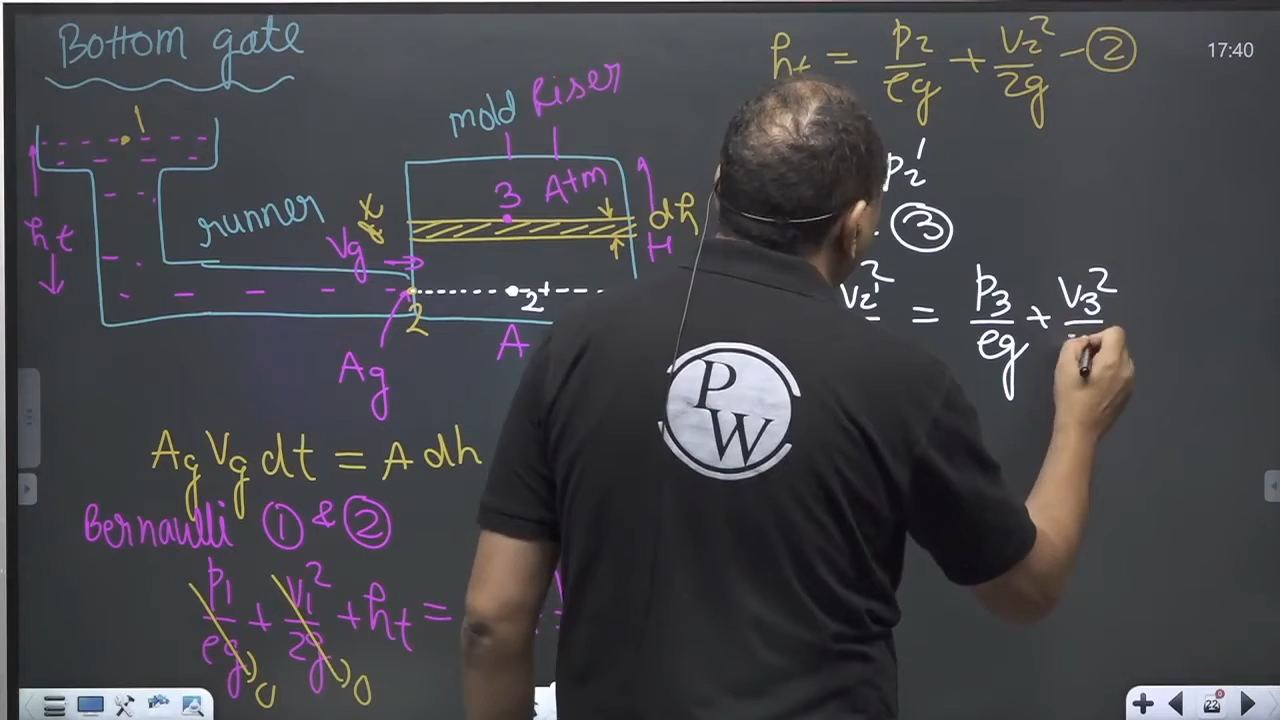 Bottom gate
ht = p2/ρg + v2²/2g - ②
17:40
1
mold Riser
3 Atm
x
dh
runner
ht
Vg
H
2 2'
A
Ag
p2'
③
v2'² = p3/ρg + v3²
Ag Vg dt = A dh
Bernaulli ① & ②
p1/ρg + v1²/2g + ht =
0 0
P
W
22